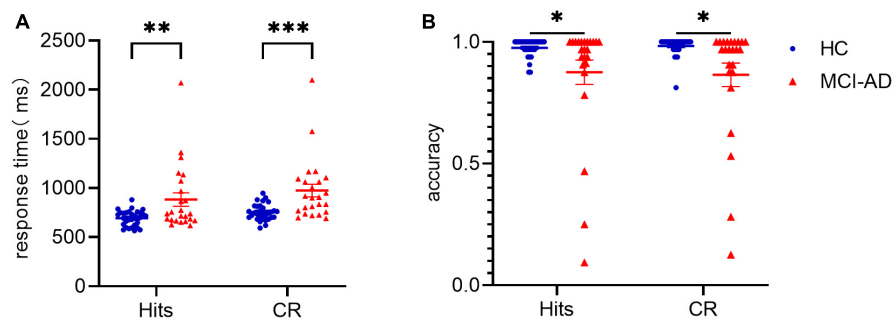 A
**
***
2500
2000
1500
1000
500
0
response time( ms)
Hits
CR
B
*
*
1.0
0.5
0.0
accuracy
Hits
CR
HC
MCI-AD